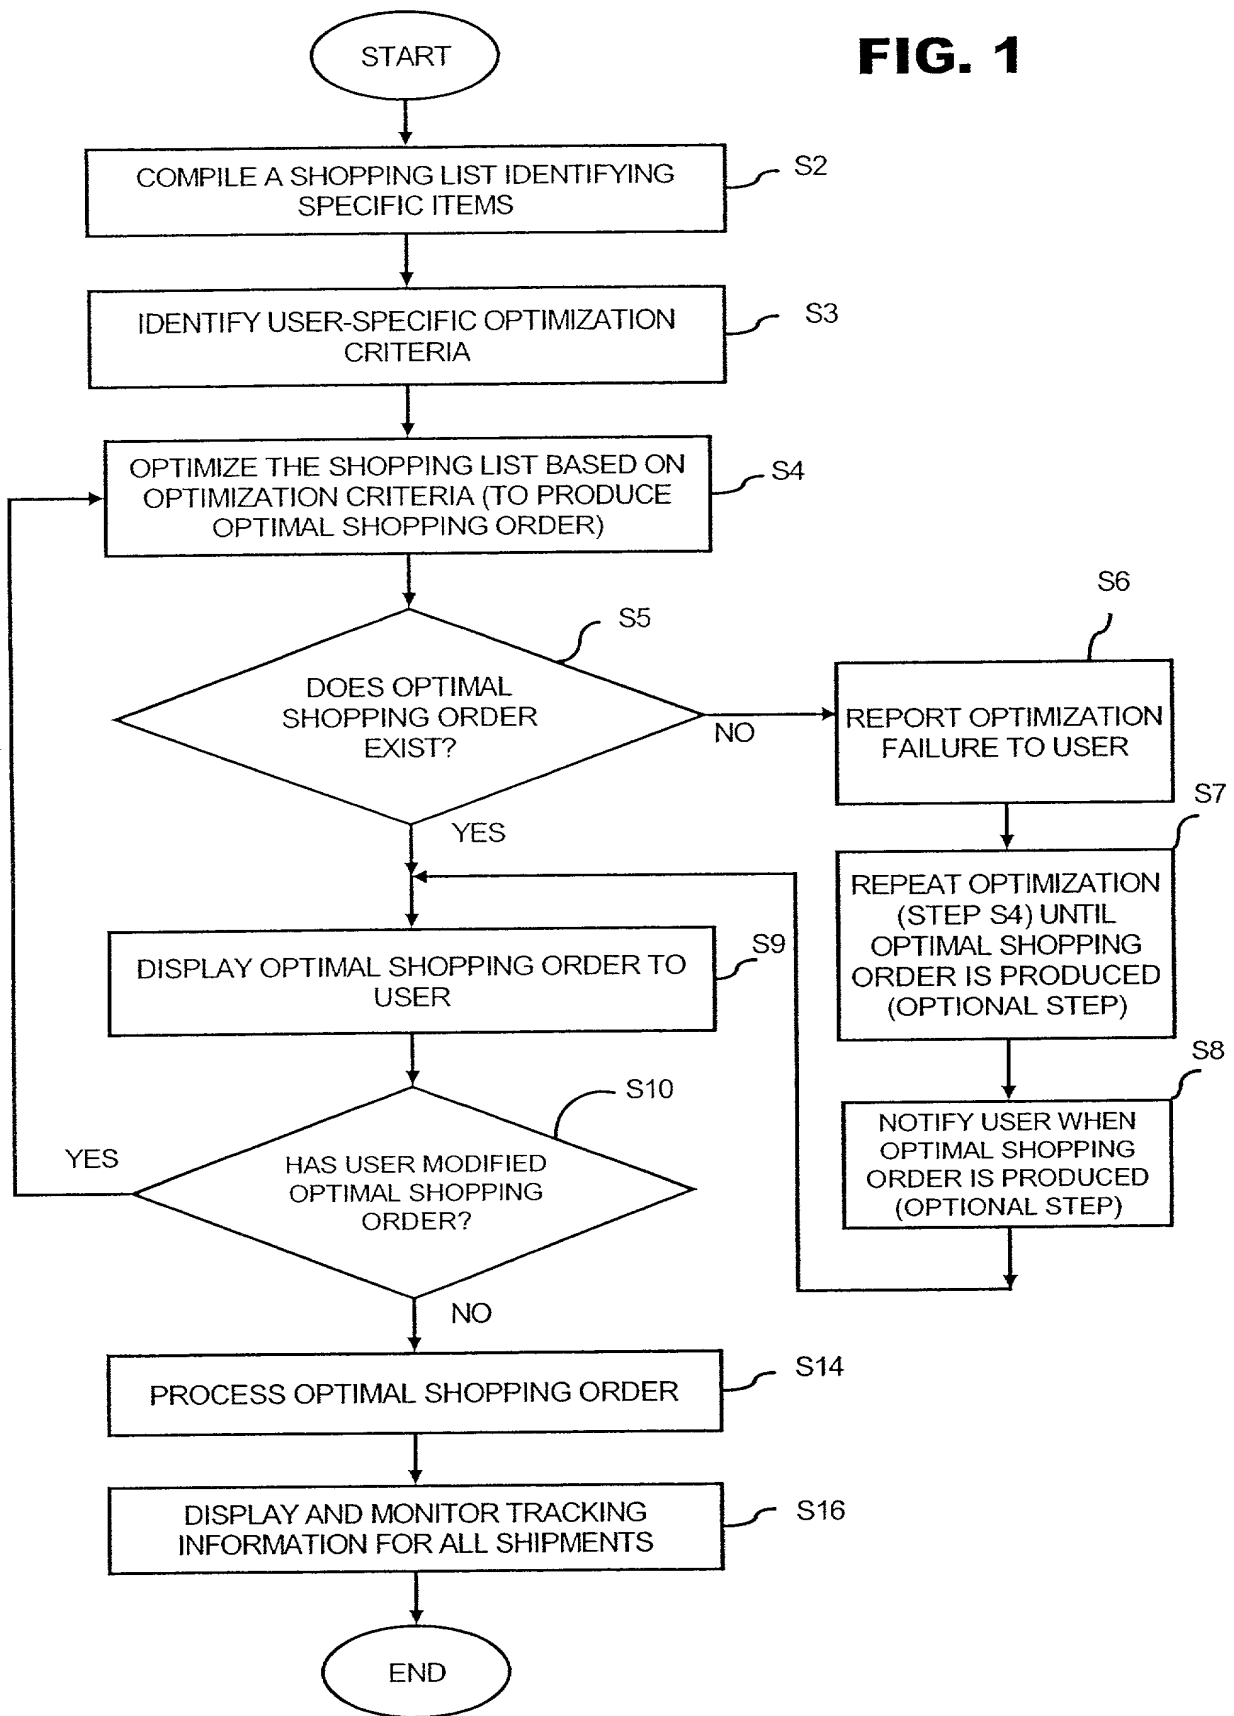 FIG. 1
START
COMPILE A SHOPPING LIST IDENTIFYING
SPECIFIC ITEMS
S2
IDENTIFY USER-SPECIFIC OPTIMIZATION
CRITERIA
S3
OPTIMIZE THE SHOPPING LIST BASED ON
OPTIMIZATION CRITERIA (TO PRODUCE
OPTIMAL SHOPPING ORDER)
S4
DOES OPTIMAL
SHOPPING ORDER
EXIST?
S5
NO
YES
REPORT OPTIMIZATION
FAILURE TO USER
S6
REPEAT OPTIMIZATION
(STEP S4) UNTIL
OPTIMAL SHOPPING
ORDER IS PRODUCED
(OPTIONAL STEP)
S7
NOTIFY USER WHEN
OPTIMAL SHOPPING
ORDER IS PRODUCED
(OPTIONAL STEP)
S8
DISPLAY OPTIMAL SHOPPING ORDER TO
USER
S9
HAS USER MODIFIED
OPTIMAL SHOPPING
ORDER?
S10
YES
NO
PROCESS OPTIMAL SHOPPING ORDER
S14
DISPLAY AND MONITOR TRACKING
INFORMATION FOR ALL SHIPMENTS
S16
END